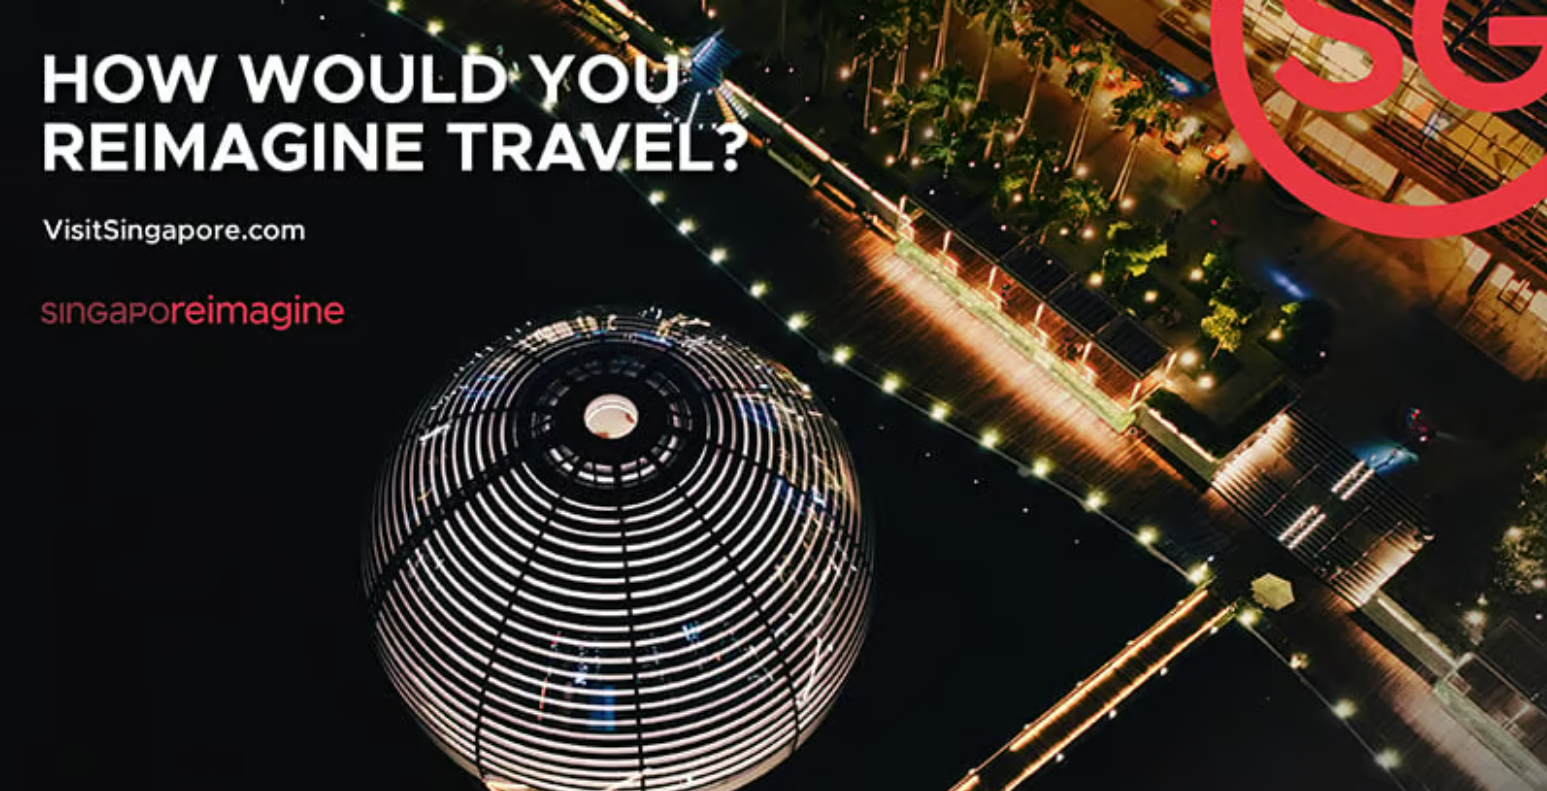 HOW WOULD YOU
REIMAGINE TRAVEL?
SG
VisitSingapore.com
singaporeimagine